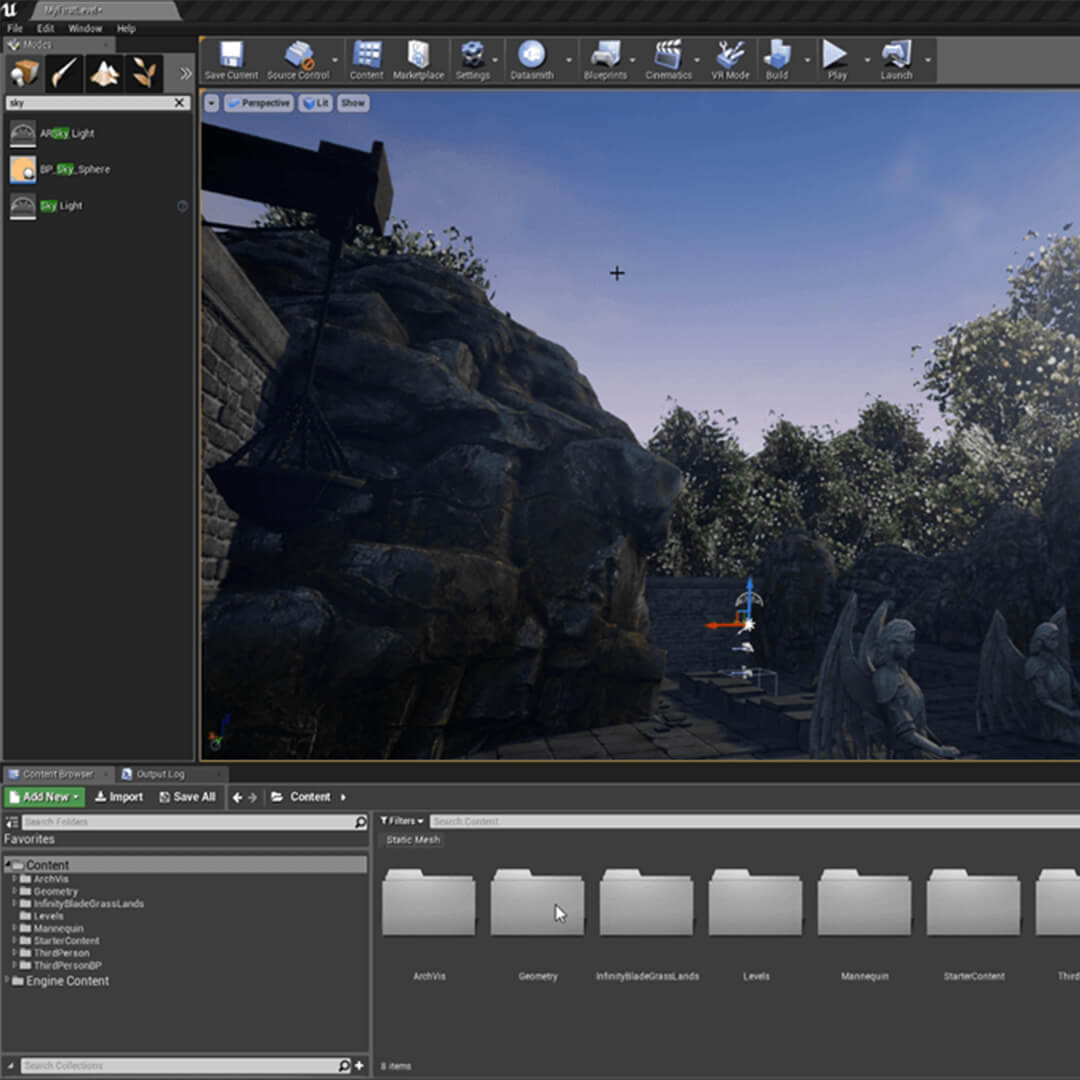 MyFirstLevel*
File Edit Window Help
Modes
Save Current Source Control Content Marketplace Settings Datasmith Blueprints Cinematics VR Mode Build Play Launch
sky
Perspective Lit Show
ARSky Light
BP_Sky_Sphere
Sky Light
Content Browser Output Log
Add New Import Save All Content
Search Folders
Filters Search Content
Favorites
Static Mesh
Content
ArchVis
Geometry
InfinityBladeGrassLands
Levels
Mannequin
StarterContent
ThirdPerson
ThirdPersonBP
Engine Content
ArchVis Geometry InfinityBladeGrassLands Levels Mannequin StarterContent Third
Search Collections
8 items